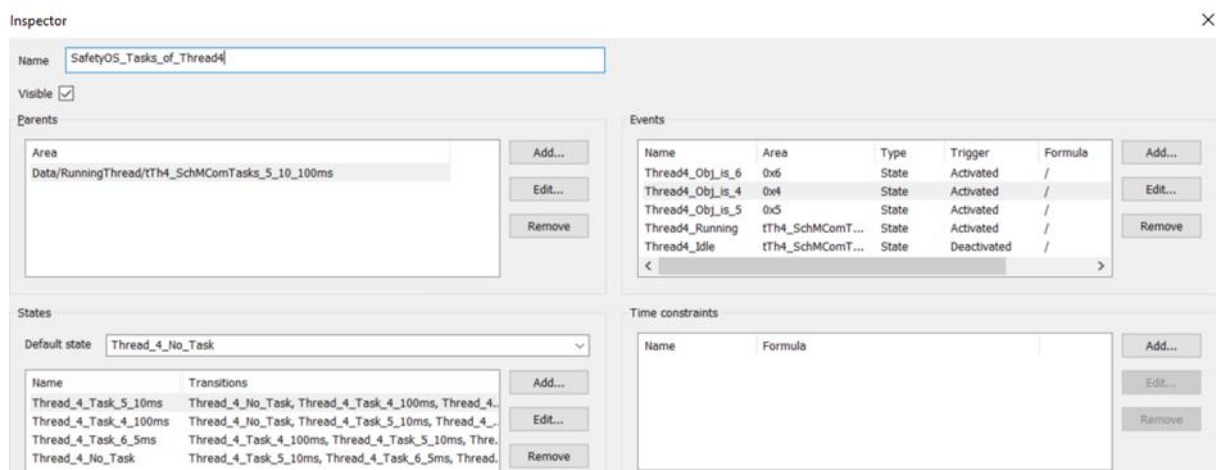 Inspector
Name SafetyOS_Tasks_of_Thread4
Visible
Parents
Area
Data/RunningThread/tTh4_SchMComTasks_5_10_100ms
Add...
Edit...
Remove
Events
Name Area Type Trigger Formula
Thread4_Obj_is_6 0x6 State Activated /
Thread4_Obj_is_4 0x4 State Activated /
Thread4_Obj_is_5 0x5 State Activated /
Thread4_Running tTh4_SchMComT... State Activated /
Thread4_Idle tTh4_SchMComT... State Deactivated /
Add...
Edit...
Remove
States
Default state Thread_4_No_Task
Name Transitions
Thread_4_Task_5_10ms Thread_4_No_Task, Thread_4_Task_4_100ms, Thread_4...
Thread_4_Task_4_100ms Thread_4_No_Task, Thread_4_Task_5_10ms, Thread_4_...
Thread_4_Task_6_5ms Thread_4_Task_4_100ms, Thread_4_Task_5_10ms, Thre...
Thread_4_No_Task Thread_4_Task_5_10ms, Thread_4_Task_6_5ms, Thread...
Add...
Edit...
Remove
Time constraints
Name Formula
Add...
Edit...
Remove